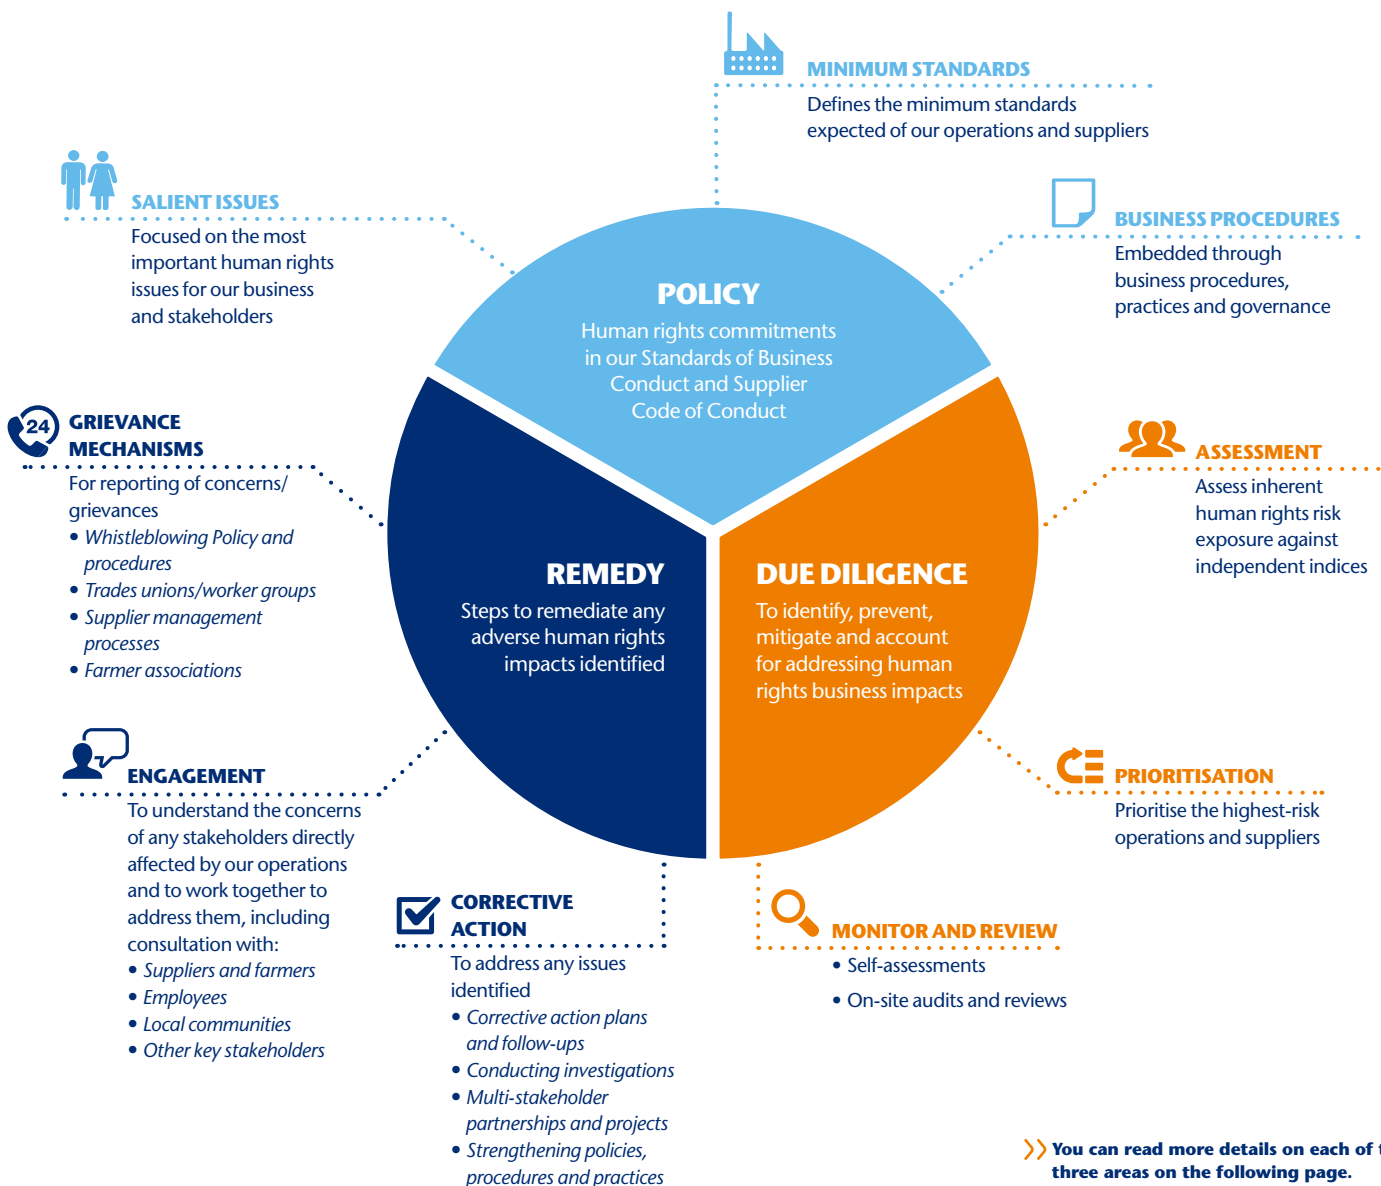 MINIMUM STANDARDS
Defines the minimum standards
expected of our operations and suppliers
SALIENT ISSUES
Focused on the most
important human rights
issues for our business
and stakeholders
BUSINESS PROCEDURES
Embedded through
business procedures,
practices and governance
POLICY
Human rights commitments
in our Standards of Business
Conduct and Supplier
Code of Conduct
24
GRIEVANCE
MECHANISMS
For reporting of concerns/
grievances
• Whistleblowing Policy and
procedures
• Trades unions/worker groups
• Supplier management
processes
• Farmer associations
ASSESSMENT
Assess inherent
human rights risk
exposure against
independent indices
REMEDY
Steps to remediate any
adverse human rights
impacts identified
DUE DILIGENCE
To identify, prevent,
mitigate and account
for addressing human
rights business impacts
ENGAGEMENT
To understand the concerns
of any stakeholders directly
affected by our operations
and to work together to
address them, including
consultation with:
• Suppliers and farmers
• Employees
• Local communities
• Other key stakeholders
PRIORITISATION
Prioritise the highest-risk
operations and suppliers
CORRECTIVE
ACTION
To address any issues
identified
• Corrective action plans
and follow-ups
• Conducting investigations
• Multi-stakeholder
partnerships and projects
• Strengthening policies,
procedures and practices
MONITOR AND REVIEW
• Self-assessments
• On-site audits and reviews
You can read more details on each of
three areas on the following page.